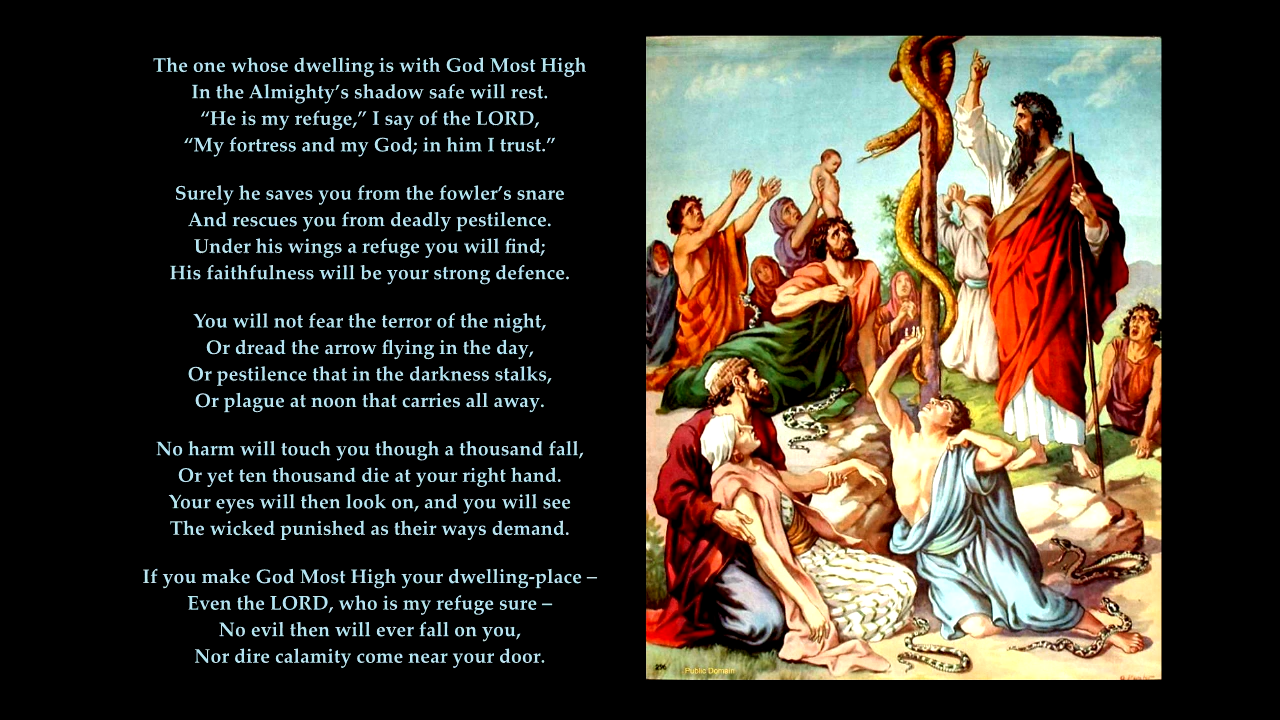 The one whose dwelling is with God Most High
In the Almighty’s shadow safe will rest.
“He is my refuge,” I say of the LORD,
“My fortress and my God; in him I trust.”
Surely he saves you from the fowler’s snare
And rescues you from deadly pestilence.
Under his wings a refuge you will find;
His faithfulness will be your strong defence.
You will not fear the terror of the night,
Or dread the arrow flying in the day,
Or pestilence that in the darkness stalks,
Or plague at noon that carries all away.
No harm will touch you though a thousand fall,
Or yet ten thousand die at your right hand.
Your eyes will then look on, and you will see
The wicked punished as their ways demand.
If you make God Most High your dwelling-place –
Even the LORD, who is my refuge sure –
No evil then will ever fall on you,
Nor dire calamity come near your door.
Public Domain